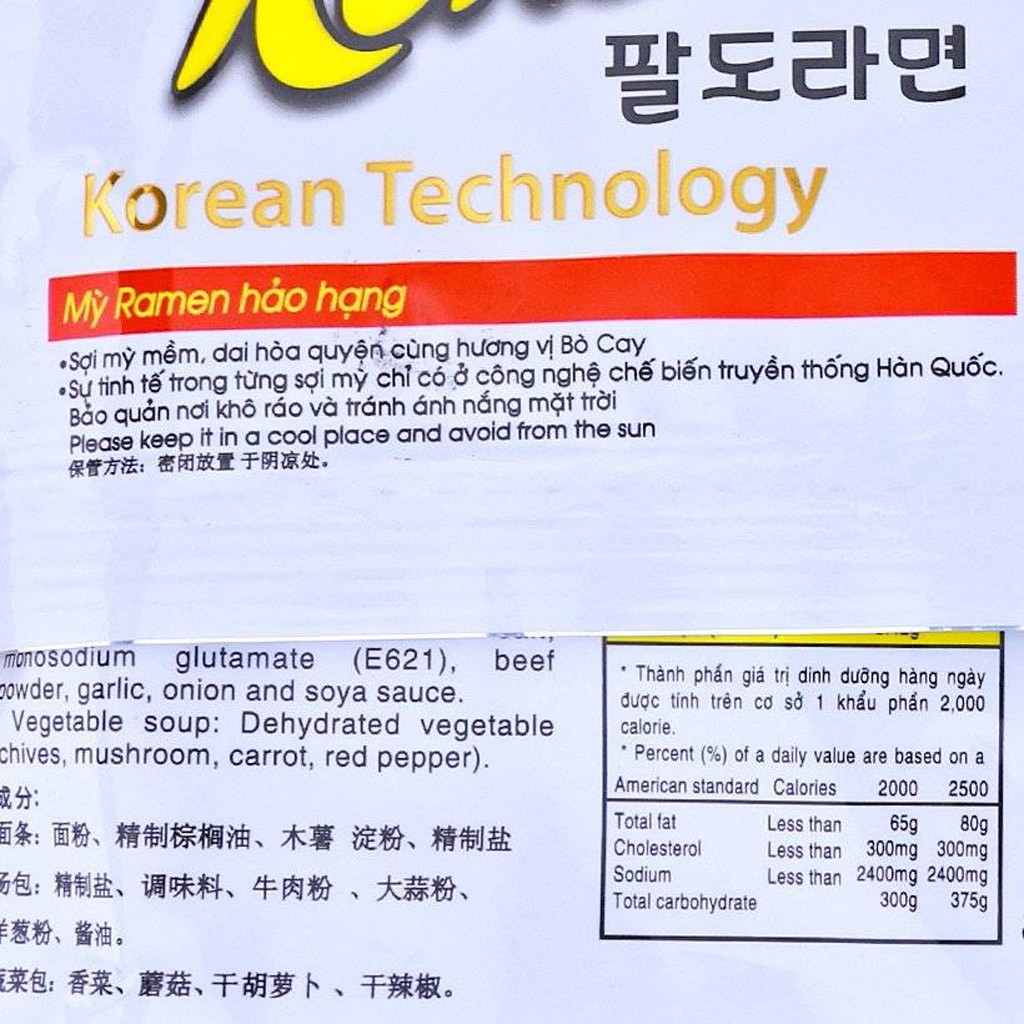 팔도라면
Korean Technology
Mỳ Ramen hảo hạng
•Sợi mỳ mềm, dai hòa quyện cùng hương vị Bò Cay
•Sự tinh tế trong từng sợi mỳ chỉ có ở công nghệ chế biến truyền thống Hàn Quốc.
Bảo quản nơi khô ráo và tránh ánh nắng mặt trời
Please keep it in a cool place and avoid from the sun
保管方法: 密闭放置于阴凉处。
monosodium glutamate (E621), beef
powder, garlic, onion and soya sauce.
Vegetable soup: Dehydrated vegetable
chives, mushroom, carrot, red pepper).
成分:
面条: 面粉、精制棕榈油、木薯 淀粉、精制盐
汤包: 精制盐、调味料、牛肉粉 、大蒜粉、
洋葱粉、酱油。
蔬菜包: 香菜、蘑菇、干胡萝卜 、干辣椒。
* Thành phần giá trị dinh dưỡng hàng ngày
được tính trên cơ sở 1 khẩu phần 2,000
calorie.
* Percent (%) of a daily value are based on a
American standard Calories 2000 2500
Total fat Less than 65g 80g
Cholesterol Less than 300mg 300mg
Sodium Less than 2400mg 2400mg
Total carbohydrate 300g 375g